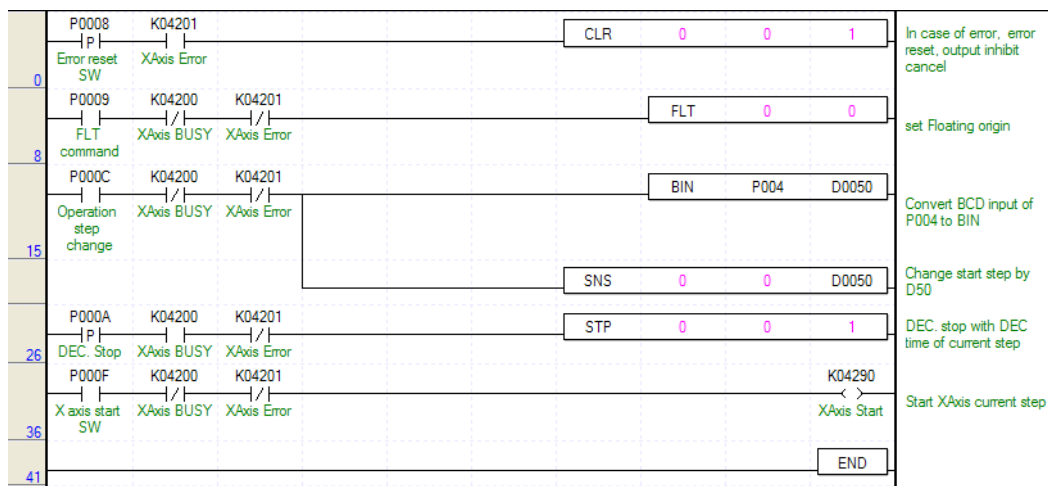 P0008 K04201
P CLR 0 0 1
Error reset SW XAxis Error
In case of error, error
reset, output inhibit
cancel
0
P0009 K04200 K04201
FLT 0 0
FLT command XAxis BUSY XAxis Error
set Floating origin
8
P000C K04200 K04201
BIN P004 D0050
Operation step change XAxis BUSY XAxis Error
Convert BCD input of
P004 to BIN
15
SNS 0 0 D0050
Change start step by
D50
P000A K04200 K04201
P STP 0 0 1
DEC. Stop XAxis BUSY XAxis Error
DEC. stop with DEC
time of current step
26
P000F K04200 K04201 K04290
X axis start SW XAxis BUSY XAxis Error XAxis Start
Start XAxis current step
36
END
41